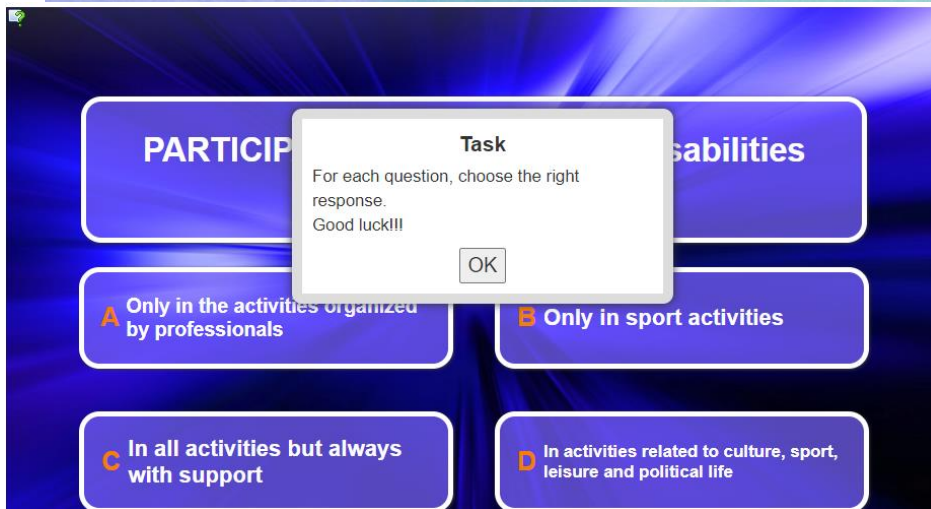 Task
For each question, choose the right
response.
Good luck!!!
OK
PARTICIP sabilities
A Only in the activities organized
by professionals
B Only in sport activities
C In all activities but always
with support
D In activities related to culture, sport,
leisure and political life